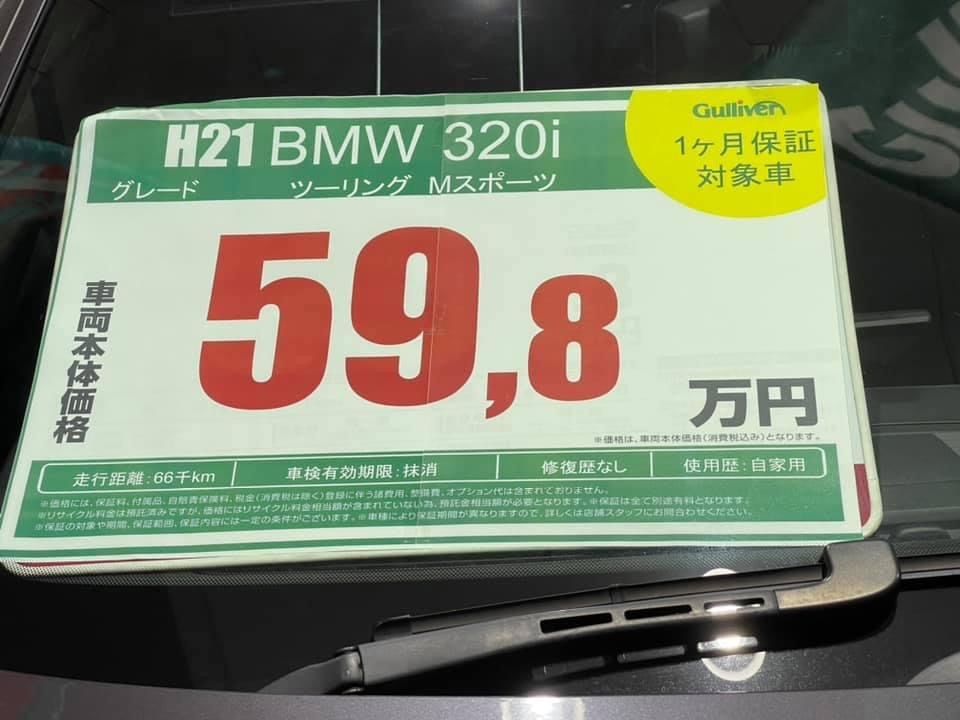 H21 BMW 320i
グレード ツーリング Mスポーツ
Gulliver
1ヶ月保証
対象車
車両本体価格
59,8
万円
※価格は、車両本体価格(消費税込み)となります。
走行距離:66千km 車検有効期限:抹消 修復歴なし 使用歴:自家用
※価格には、保証料、付属品、自賠責保険料、税金(消費税は除く)登録に伴う諸費用、整備費、オプション代は含まれておりません。
※リサイクル料金は預託済みですが、価格にはリサイクル料金相当額が含まれていない為、預託金相当額が必要となります。※保証は全て別途有料となります。
※保証の対象や期間、保証範囲、保証内容には一定の条件がございます。※車種により保証期間が異なりますので、詳しくは店舗スタッフにお問合わせください。